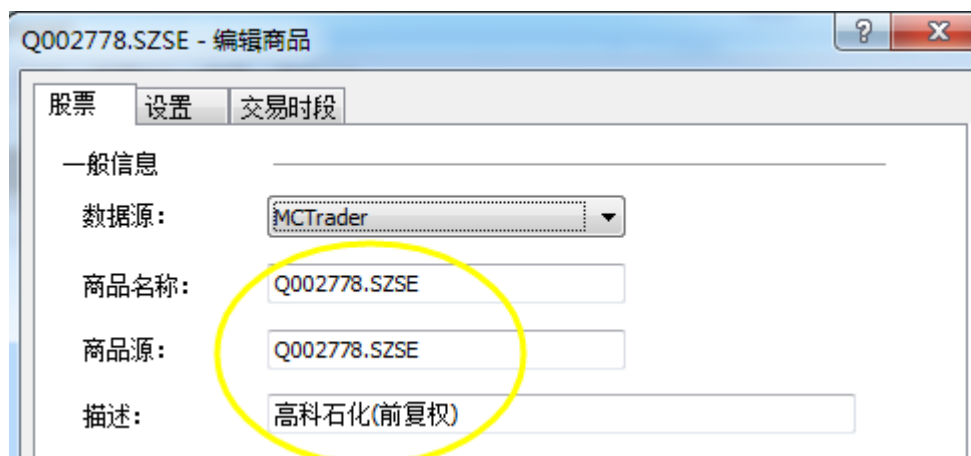 Q002778.SZSE - 编辑商品
股票 设置 交易时段
一般信息
数据源: MCTrader
商品名称: Q002778.SZSE
商品源: Q002778.SZSE
描述: 高科石化(前复权)